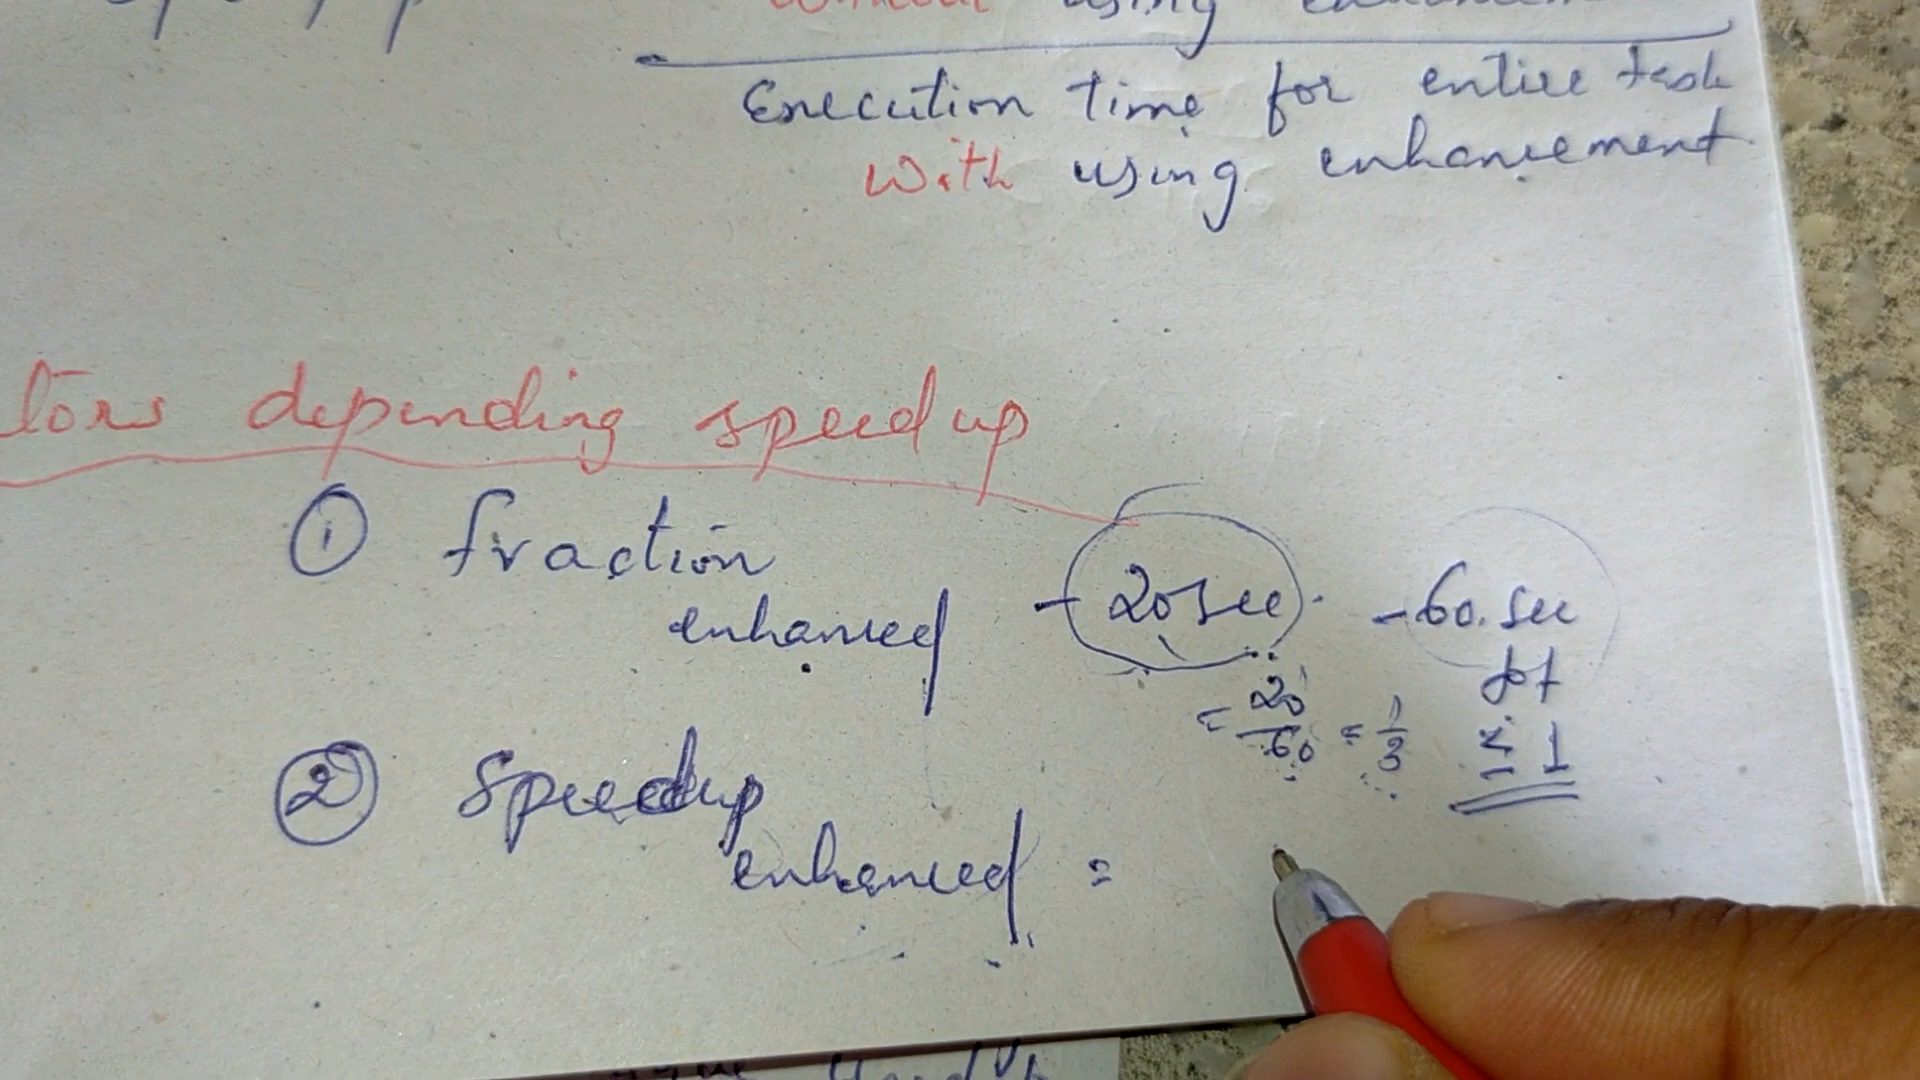 using
Execution time for entire task
with using enhancement
tors depending speedup
① fraction
enhanced - 20 sec - 60. sec
= 20/60 = 1/3
≤ 1
② Speedup
enhanced =